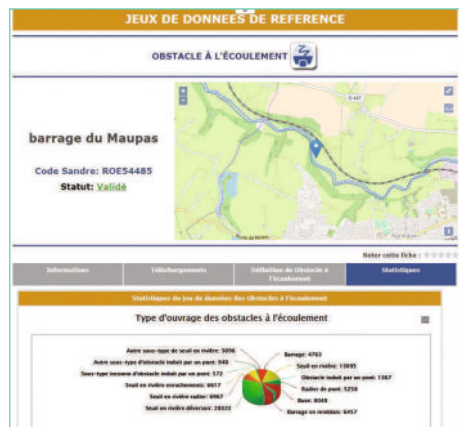 JEUX DE DONNEES DE REFERENCE
OBSTACLE À L'ÉCOULEMENT
barrage du Maupas
Code Sandre: ROE54485
Statut: Validé
Noter cette fiche :
Informations
Téléchargements
Définition de Obstacle à l'écoulement
Statistiques
Statistiques du jeu de données des Obstacles à l'écoulement
Type d'ouvrage des obstacles à l'écoulement
Autre sous-type de seuil en rivière: 3096
Autre sous-type d'obstacle induit par un pont: 940
Sous-type inconnu d'obstacle induit par un pont: 572
Seuil en rivière enrochements: 6617
Seuil en rivière radier: 6967
Seuil en rivière déversoir: 28322
Barrage: 4763
Seuil en rivière: 13885
Obstacle induit par un pont: 1367
Radier de pont: 5258
Buse: 8048
Barrage en remblais: 6457